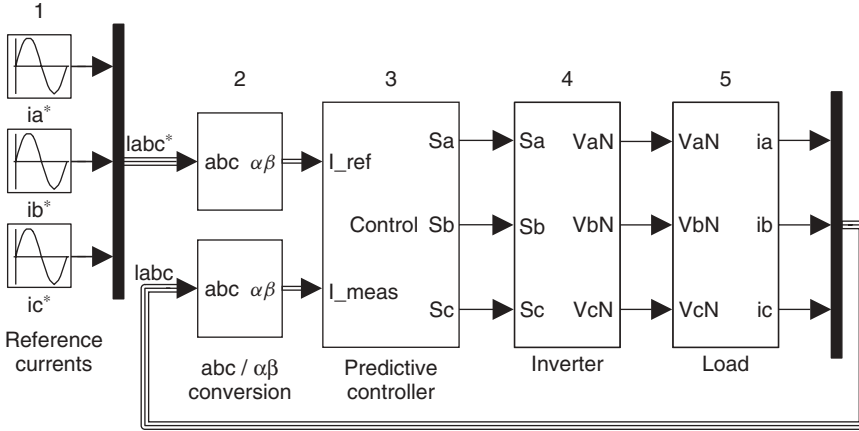 1
2
3
4
5
ia*
ib*
ic*
Reference
currents
Iabc*
Iabc
abc αβ
abc αβ
abc / αβ
conversion
I_ref
I_meas
Control
Sa
Sb
Sc
Predictive
controller
Sa
Sb
Sc
VaN
VbN
VcN
Inverter
VaN
VbN
VcN
ia
ib
ic
Load